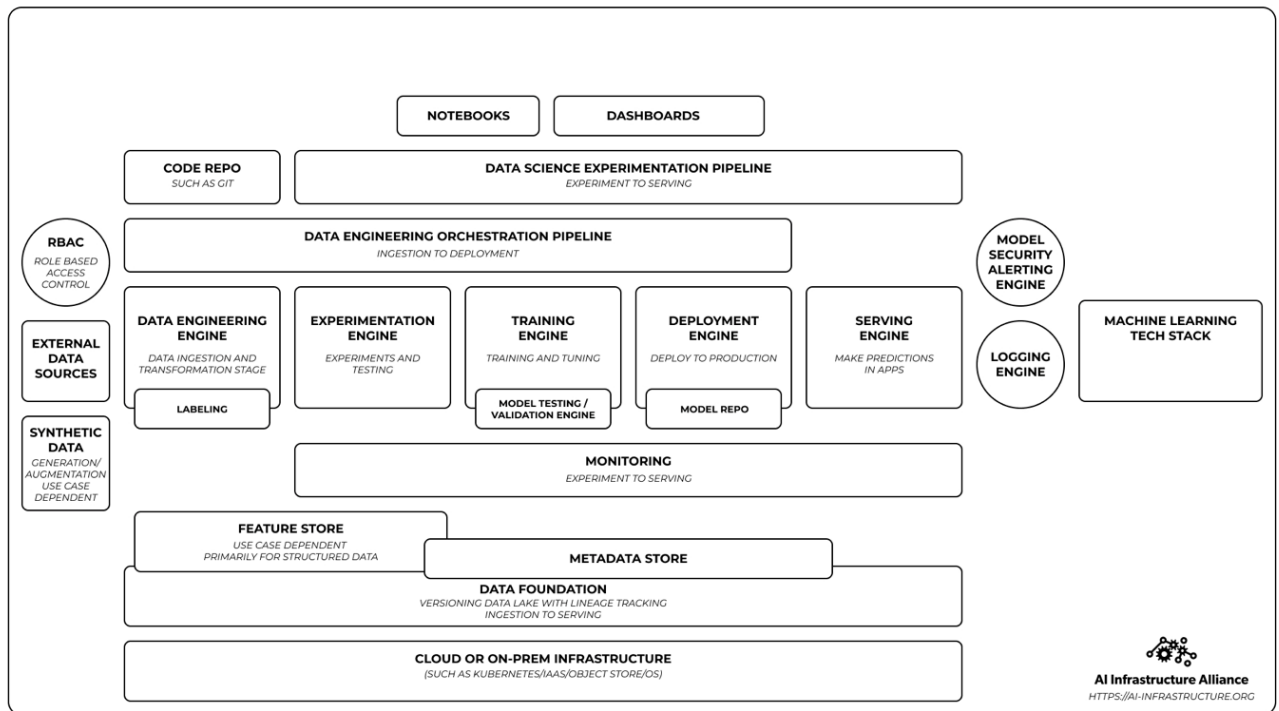 NOTEBOOKS
DASHBOARDS
CODE REPO
SUCH AS GIT
DATA SCIENCE EXPERIMENTATION PIPELINE
EXPERIMENT TO SERVING
RBAC
ROLE BASED
ACCESS
CONTROL
DATA ENGINEERING ORCHESTRATION PIPELINE
INGESTION TO DEPLOYMENT
MODEL
SECURITY
ALERTING
ENGINE
EXTERNAL
DATA
SOURCES
DATA ENGINEERING
ENGINE
DATA INGESTION AND
TRANSFORMATION STAGE
LABELING
EXPERIMENTATION
ENGINE
EXPERIMENTS AND
TESTING
TRAINING
ENGINE
TRAINING AND TUNING
MODEL TESTING /
VALIDATION ENGINE
DEPLOYMENT
ENGINE
DEPLOY TO PRODUCTION
MODEL REPO
SERVING
ENGINE
MAKE PREDICTIONS
IN APPS
LOGGING
ENGINE
MACHINE LEARNING
TECH STACK
SYNTHETIC
DATA
GENERATION/
AUGMENTATION
USE CASE
DEPENDENT
MONITORING
EXPERIMENT TO SERVING
FEATURE STORE
USE CASE DEPENDENT
PRIMARILY FOR STRUCTURED DATA
METADATA STORE
DATA FOUNDATION
VERSIONING DATA LAKE WITH LINEAGE TRACKING
INGESTION TO SERVING
CLOUD OR ON-PREM INFRASTRUCTURE
(SUCH AS KUBERNETES/IAAS/OBJECT STORE/OS)
AI Infrastructure Alliance
HTTPS://AI-INFRASTRUCTURE.ORG